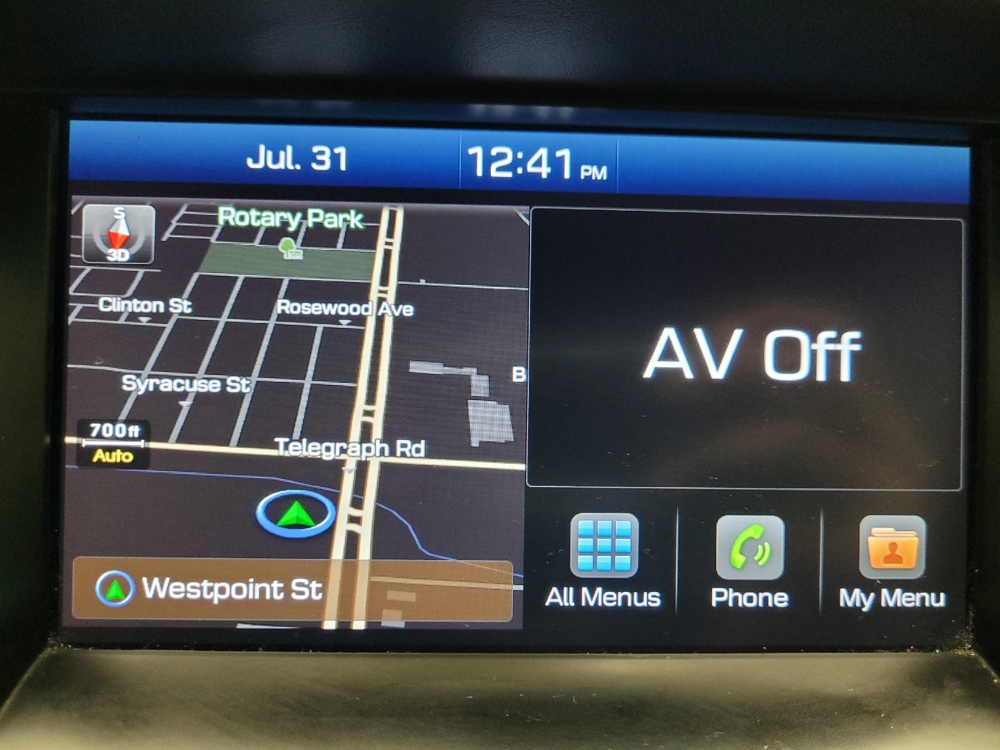 Jul. 31
12:41 PM
S
3D
Rotary Park
Clinton St
Rosewood Ave
Syracuse St
B
700ft
Auto
Telegraph Rd
Westpoint St
AV Off
All Menus
Phone
My Menu